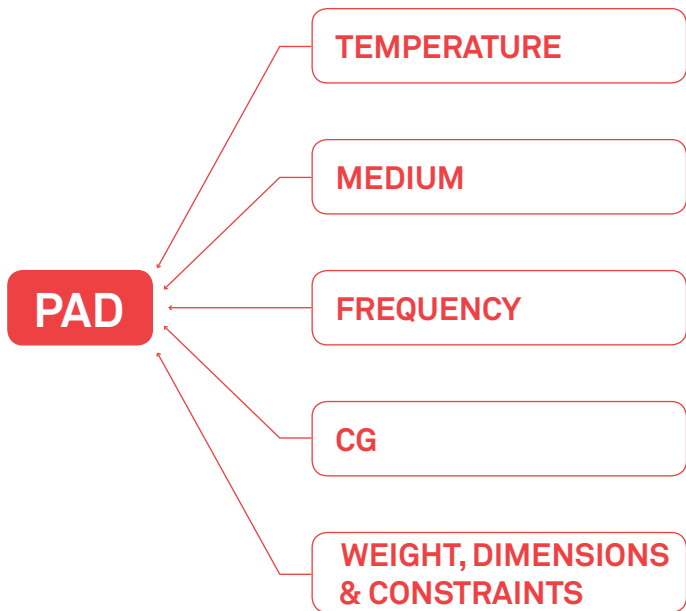 TEMPERATURE
MEDIUM
PAD
FREQUENCY
CG
WEIGHT, DIMENSIONS
& CONSTRAINTS